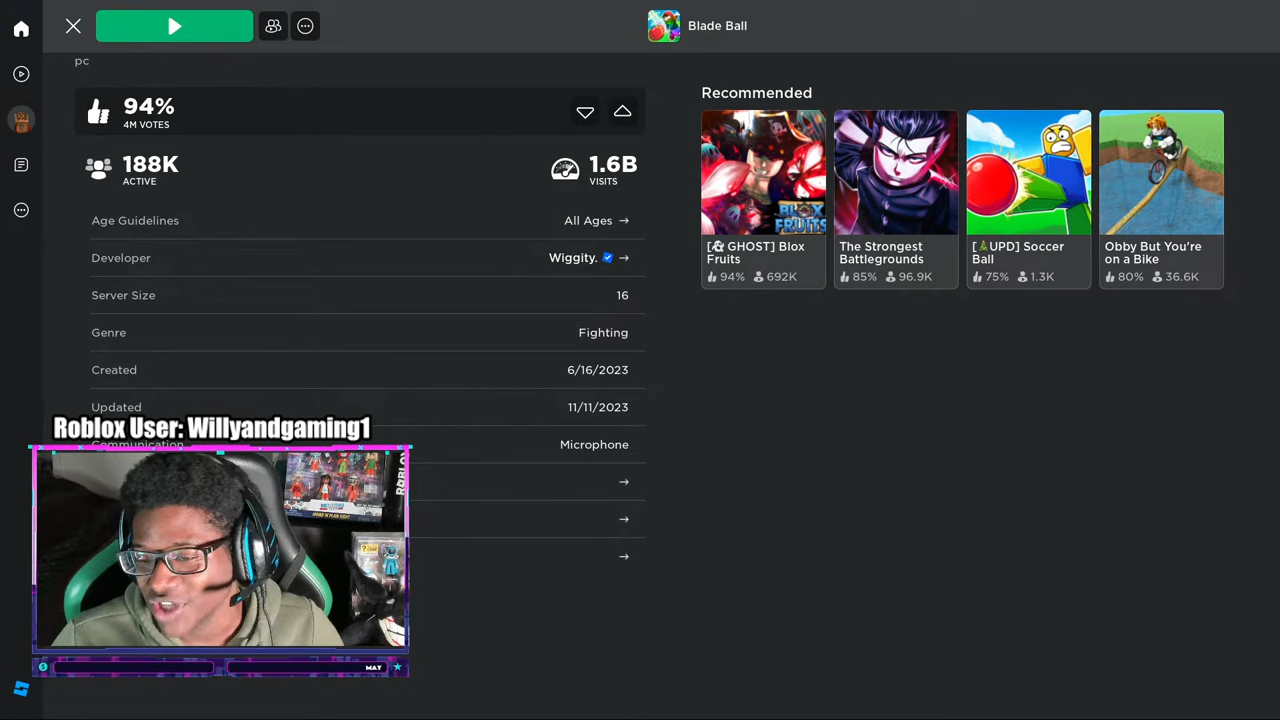 Blade Ball
pc
94%
4M VOTES
188K
ACTIVE
1.6B
VISITS
Age Guidelines
All Ages →
Developer
Wiggity. →
Server Size
16
Genre
Fighting
Created
6/16/2023
Updated
11/11/2023
Communication
Microphone
Recommended
BLOX
FRUITS
[👻 GHOST] Blox
Fruits
94% 692K
The Strongest
Battlegrounds
85% 96.9K
[🎄UPD] Soccer
Ball
75% 1.3K
Obby But You're
on a Bike
80% 36.6K
Roblox User: Willyandgaming1
ROBLOX
MAY